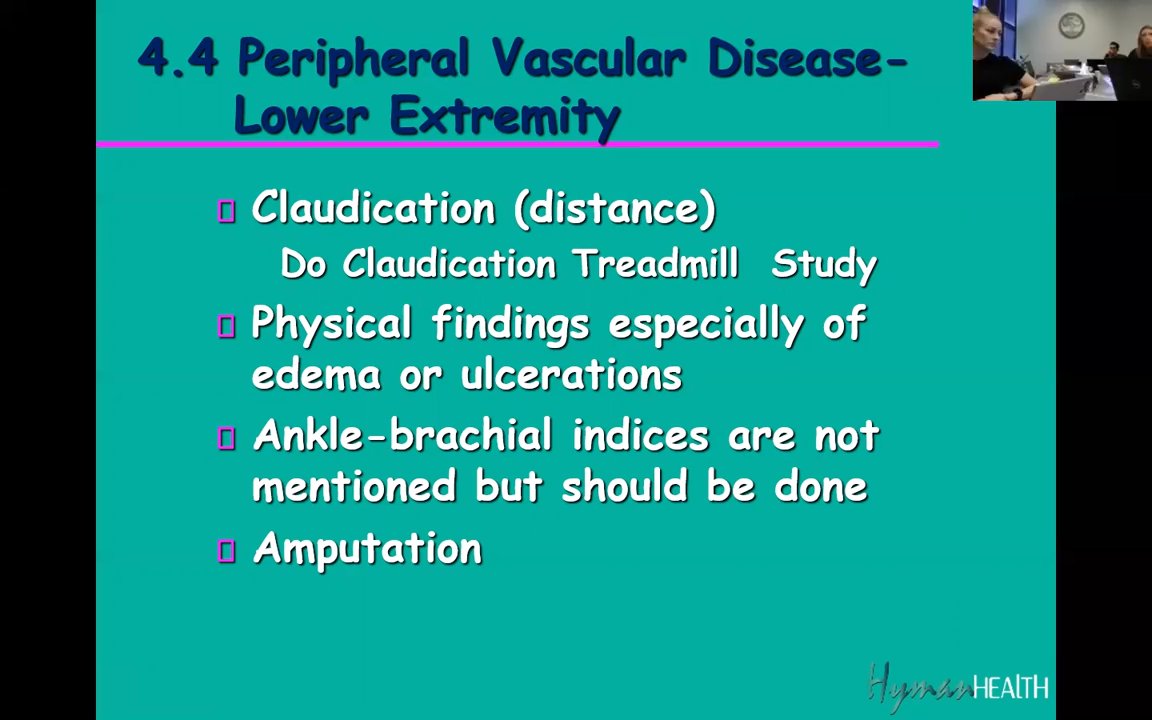 4.4 Peripheral Vascular Disease-
Lower Extremity
Claudication (distance)
Do Claudication Treadmill Study
Physical findings especially of
edema or ulcerations
Ankle-brachial indices are not
mentioned but should be done
Amputation
HymanHEALTH